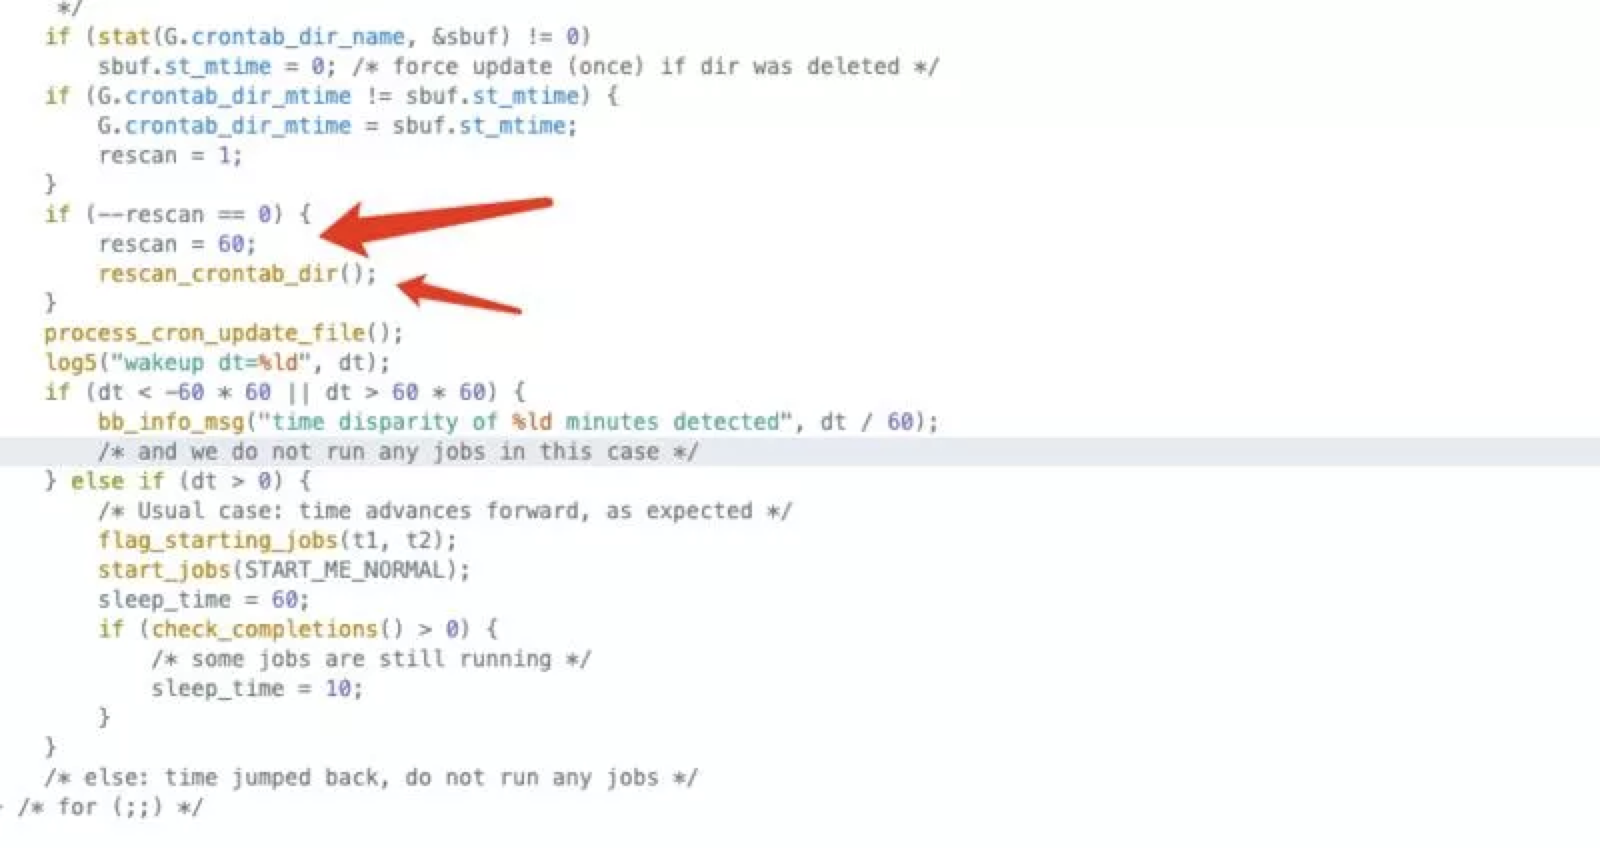 */
if (stat(G.crontab_dir_name, &sbuf) != 0)
sbuf.st_mtime = 0; /* force update (once) if dir was deleted */
if (G.crontab_dir_mtime != sbuf.st_mtime) {
G.crontab_dir_mtime = sbuf.st_mtime;
rescan = 1;
}
if (--rescan == 0) {
rescan = 60;
rescan_crontab_dir();
}
process_cron_update_file();
log5("wakeup dt=%ld", dt);
if (dt < -60 * 60 || dt > 60 * 60) {
bb_info_msg("time disparity of %ld minutes detected", dt / 60);
/* and we do not run any jobs in this case */
} else if (dt > 0) {
/* Usual case: time advances forward, as expected */
flag_starting_jobs(t1, t2);
start_jobs(START_ME_NORMAL);
sleep_time = 60;
if (check_completions() > 0) {
/* some jobs are still running */
sleep_time = 10;
}
}
/* else: time jumped back, do not run any jobs */
/* for (;;) */